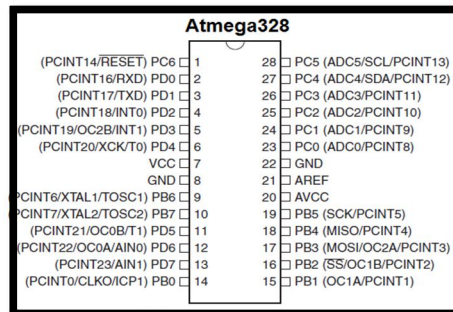 Atmega328
(PCINT14/RESET) PC6 1 28 PC5 (ADC5/SCL/PCINT13)
(PCINT16/RXD) PD0 2 27 PC4 (ADC4/SDA/PCINT12)
(PCINT17/TXD) PD1 3 26 PC3 (ADC3/PCINT11)
(PCINT18/INT0) PD2 4 25 PC2 (ADC2/PCINT10)
(PCINT19/OC2B/INT1) PD3 5 24 PC1 (ADC1/PCINT9)
(PCINT20/XCK/T0) PD4 6 23 PC0 (ADC0/PCINT8)
VCC 7 22 GND
GND 8 21 AREF
(PCINT6/XTAL1/TOSC1) PB6 9 20 AVCC
(PCINT7/XTAL2/TOSC2) PB7 10 19 PB5 (SCK/PCINT5)
(PCINT21/OC0B/T1) PD5 11 18 PB4 (MISO/PCINT4)
(PCINT22/OC0A/AIN0) PD6 12 17 PB3 (MOSI/OC2A/PCINT3)
(PCINT23/AIN1) PD7 13 16 PB2 (SS/OC1B/PCINT2)
(PCINT0/CLKO/ICP1) PB0 14 15 PB1 (OC1A/PCINT1)